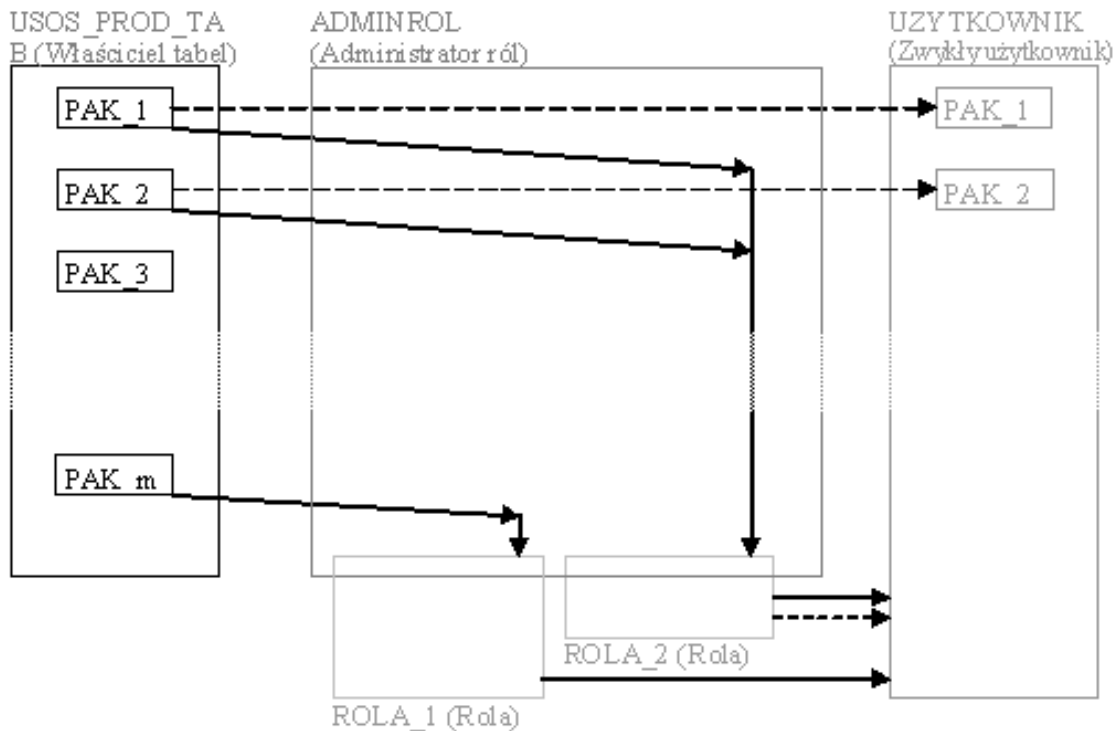 USOS_PROD_TA
B (Właściciel tabel)
ADMINROL
(Administrator ról)
UZYTKOWNIK
(Zwykły użytkownik)
PAK_1
PAK_1
PAK_2
PAK_2
PAK_3
PAK_m
ROLA_2 (Rola)
ROLA_1 (Rola)